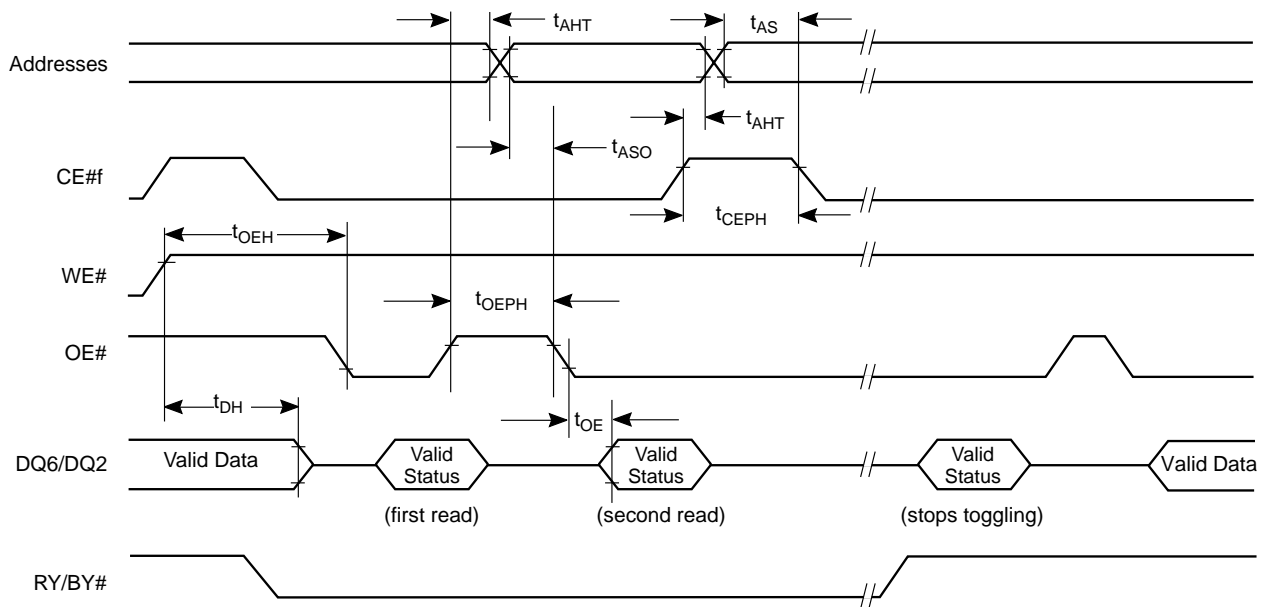 tAHT
tAS
Addresses
tAHT
tASO
CE#f
tCEPH
tOEH
WE#
tOEPH
OE#
tDH
tOE
DQ6/DQ2
Valid Data
Valid
Status
Valid
Status
Valid
Status
Valid Data
(first read)
(second read)
(stops toggling)
RY/BY#